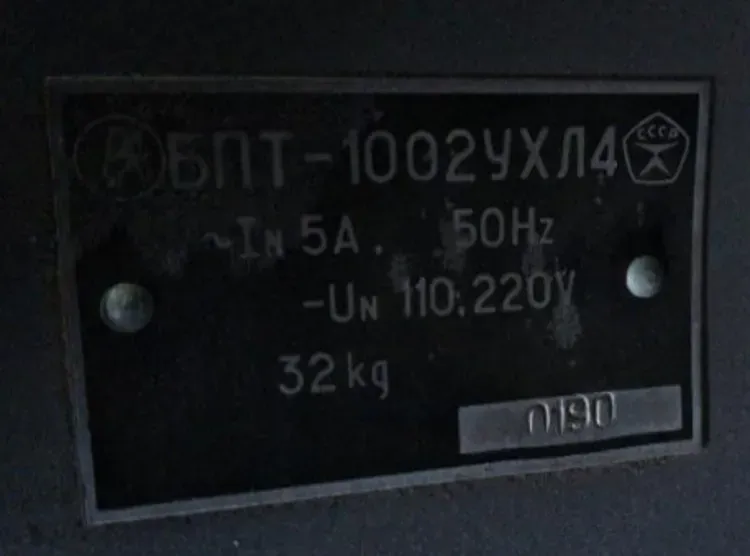 БПТ-1002УХЛ4 СССР
~IN 5A. 50Hz
-UN 110.220V
32kg
0190